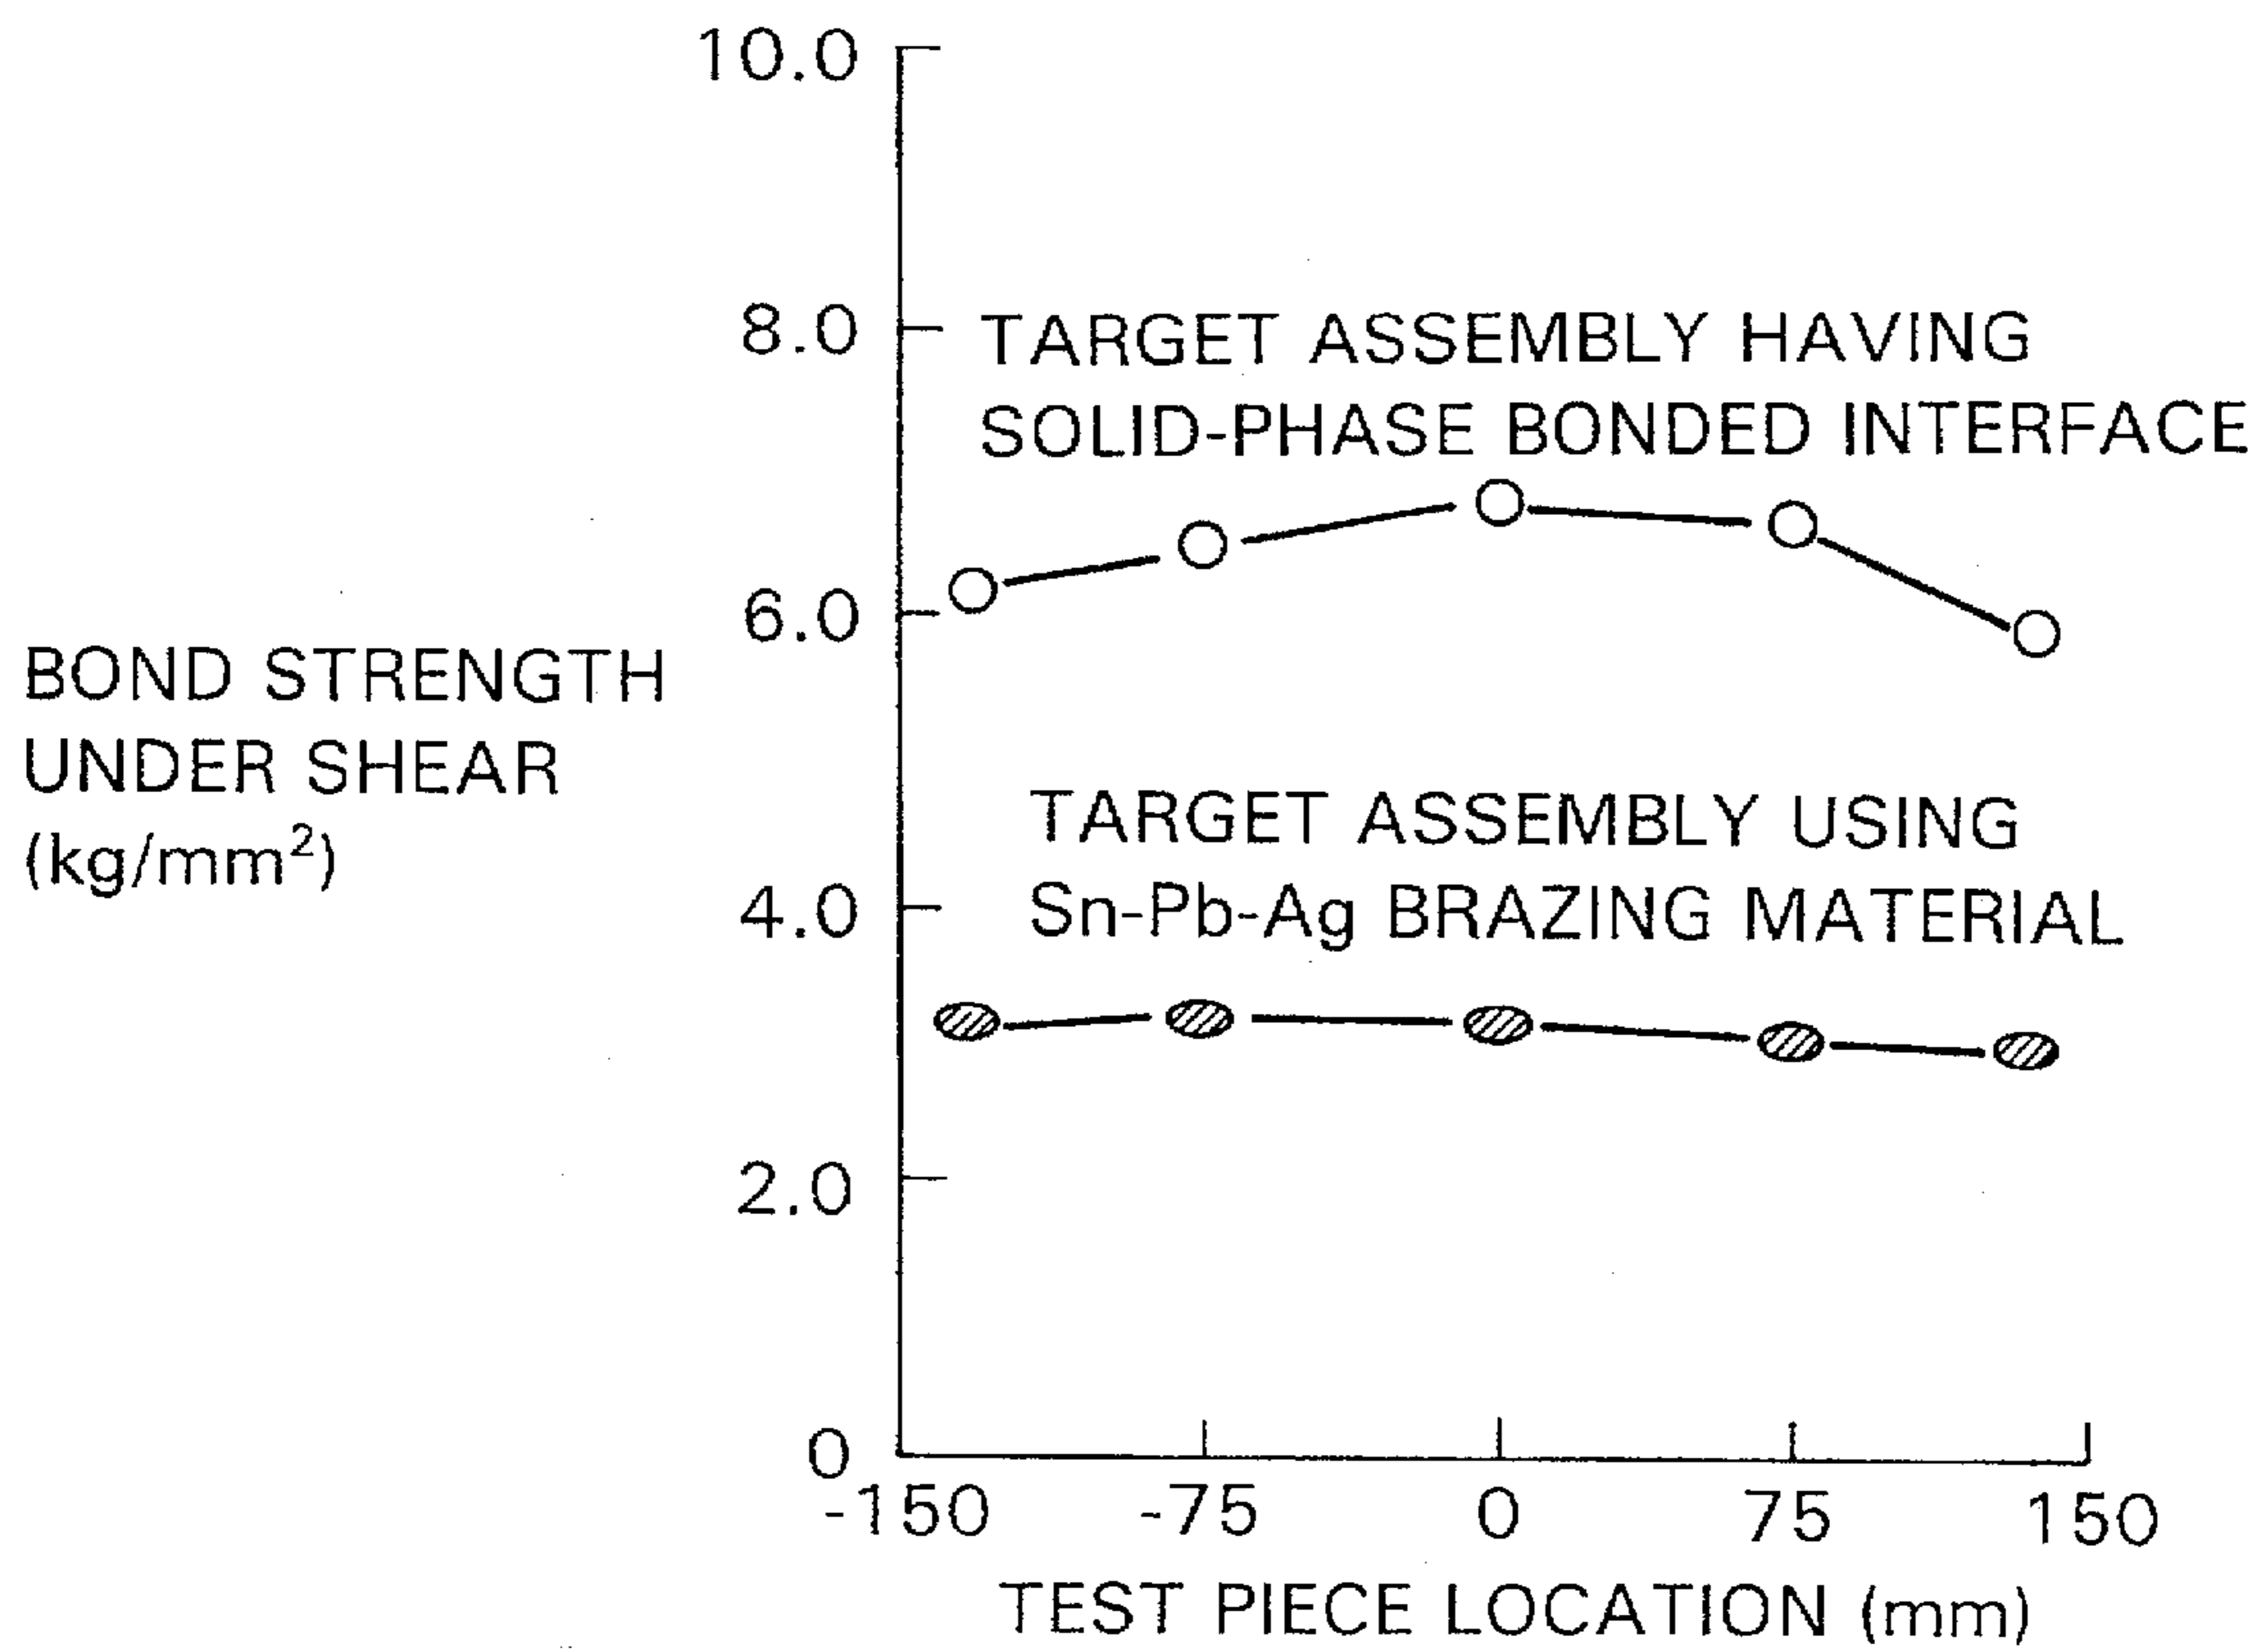 10.0
8.0
TARGET ASSEMBLY HAVING
SOLID-PHASE BONDED INTERFACE
6.0
BOND STRENGTH
UNDER SHEAR
(kg/mm²)
TARGET ASSEMBLY USING
4.0
Sn-Pb-Ag BRAZING MATERIAL
2.0
0
-150 -75 0 75 150
TEST PIECE LOCATION (mm)